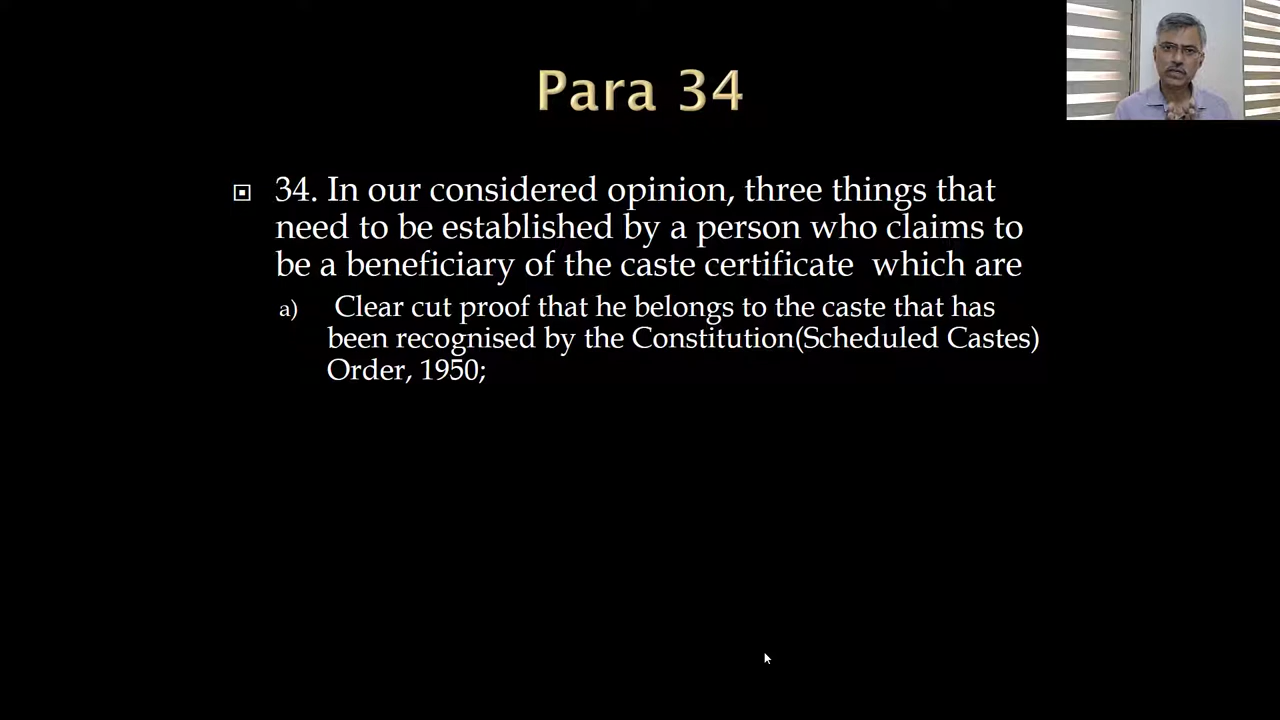 Para 34
34. In our considered opinion, three things that
need to be established by a person who claims to
be a beneficiary of the caste certificate  which are
a) Clear cut proof that he belongs to the caste that has
been recognised by the Constitution(Scheduled Castes)
Order, 1950;